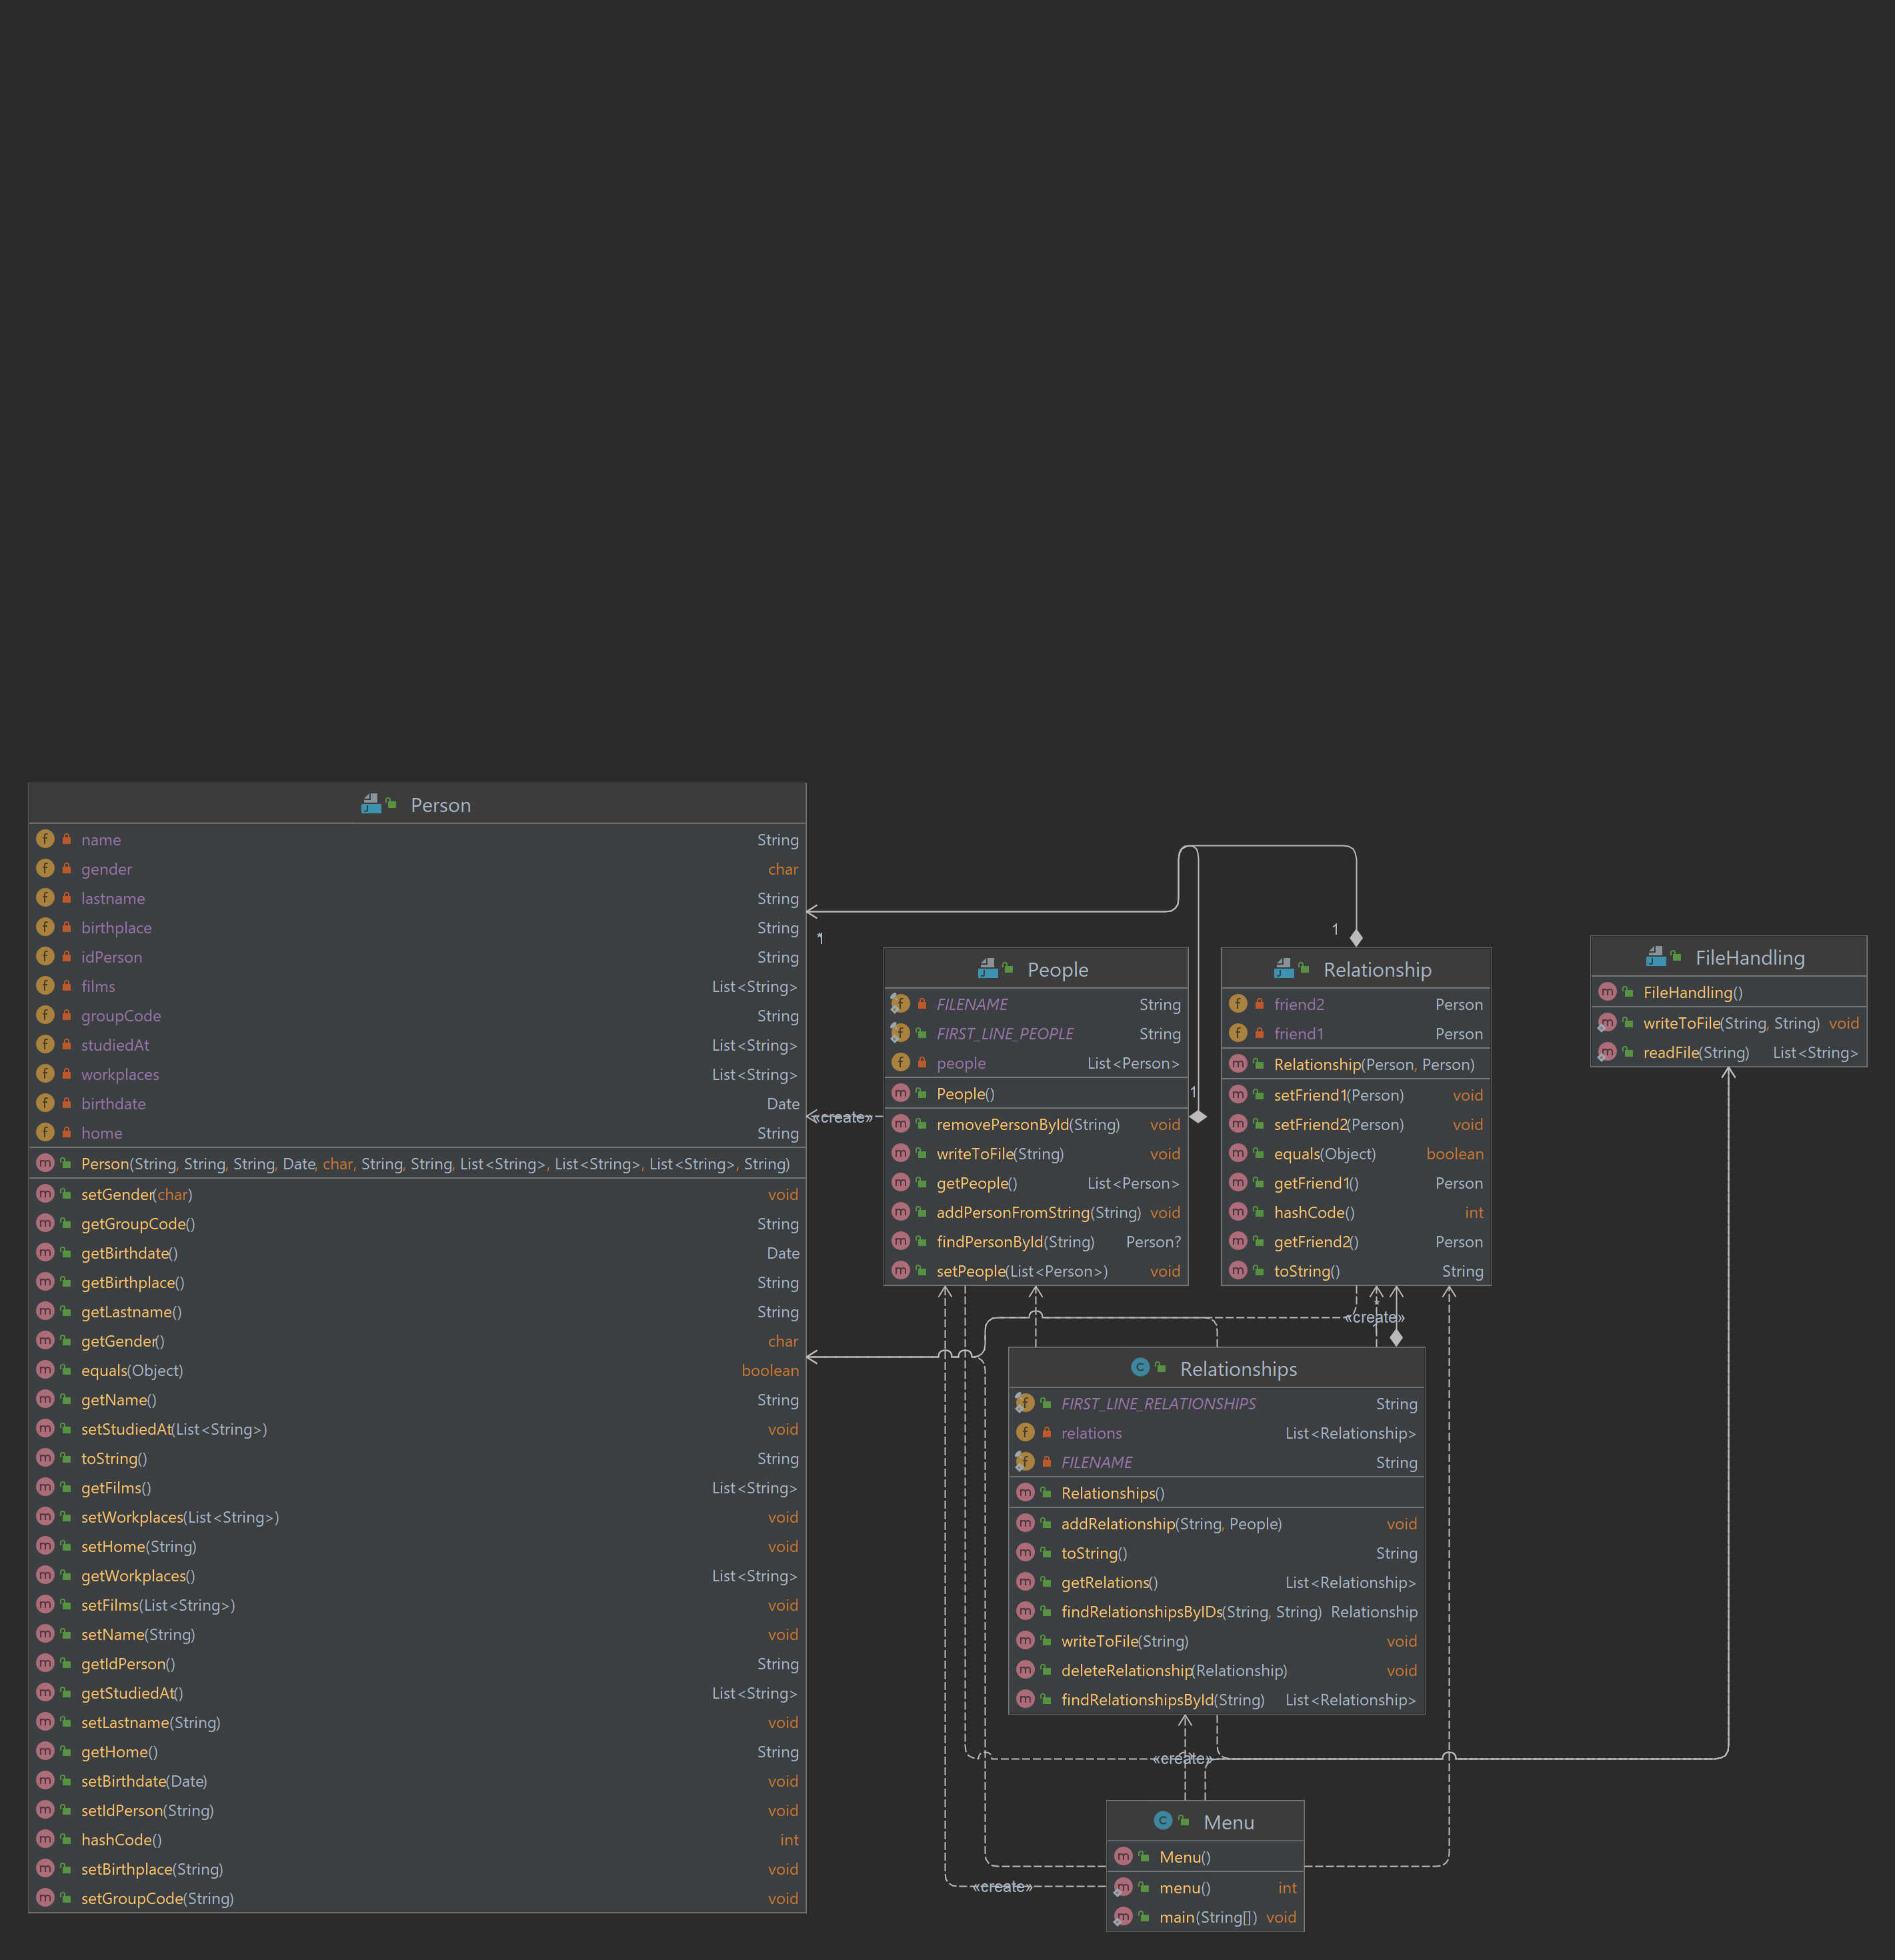 Person
name String
gender char
lastname String
birthplace String
idPerson String
films List<String>
groupCode String
studiedAt List<String>
workplaces List<String>
birthdate Date
home String
Person(String, String, String, Date, char, String, String, List<String>, List<String>, List<String>, String)
setGender(char) void
getGroupCode() String
getBirthdate() Date
getBirthplace() String
getLastname() String
getGender() char
equals(Object) boolean
getName() String
setStudiedAt(List<String>) void
toString() String
getFilms() List<String>
setWorkplaces(List<String>) void
setHome(String) void
getWorkplaces() List<String>
setFilms(List<String>) void
setName(String) void
getIdPerson() String
getStudiedAt() List<String>
setLastname(String) void
getHome() String
setBirthdate(Date) void
setIdPerson(String) void
hashCode() int
setBirthplace(String) void
setGroupCode(String) void
1
«create»
People
FILENAME String
FIRST_LINE_PEOPLE String
people List<Person>
People()
removePersonById(String) void
writeToFile(String) void
getPeople() List<Person>
addPersonFromString(String) void
findPersonById(String) Person?
setPeople(List<Person>) void
1
1
Relationship
friend2 Person
friend1 Person
Relationship(Person, Person)
setFriend1(Person) void
setFriend2(Person) void
equals(Object) boolean
getFriend1() Person
hashCode() int
getFriend2() Person
toString() String
FileHandling
FileHandling()
writeToFile(String, String) void
readFile(String) List<String>
*
«create»
Relationships
FIRST_LINE_RELATIONSHIPS String
relations List<Relationship>
FILENAME String
Relationships()
addRelationship(String, People) void
toString() String
getRelations() List<Relationship>
findRelationshipsByIDs(String, String) Relationship
writeToFile(String) void
deleteRelationship(Relationship) void
findRelationshipsById(String) List<Relationship>
«create»
Menu
Menu()
menu() int
main(String[]) void
«create»